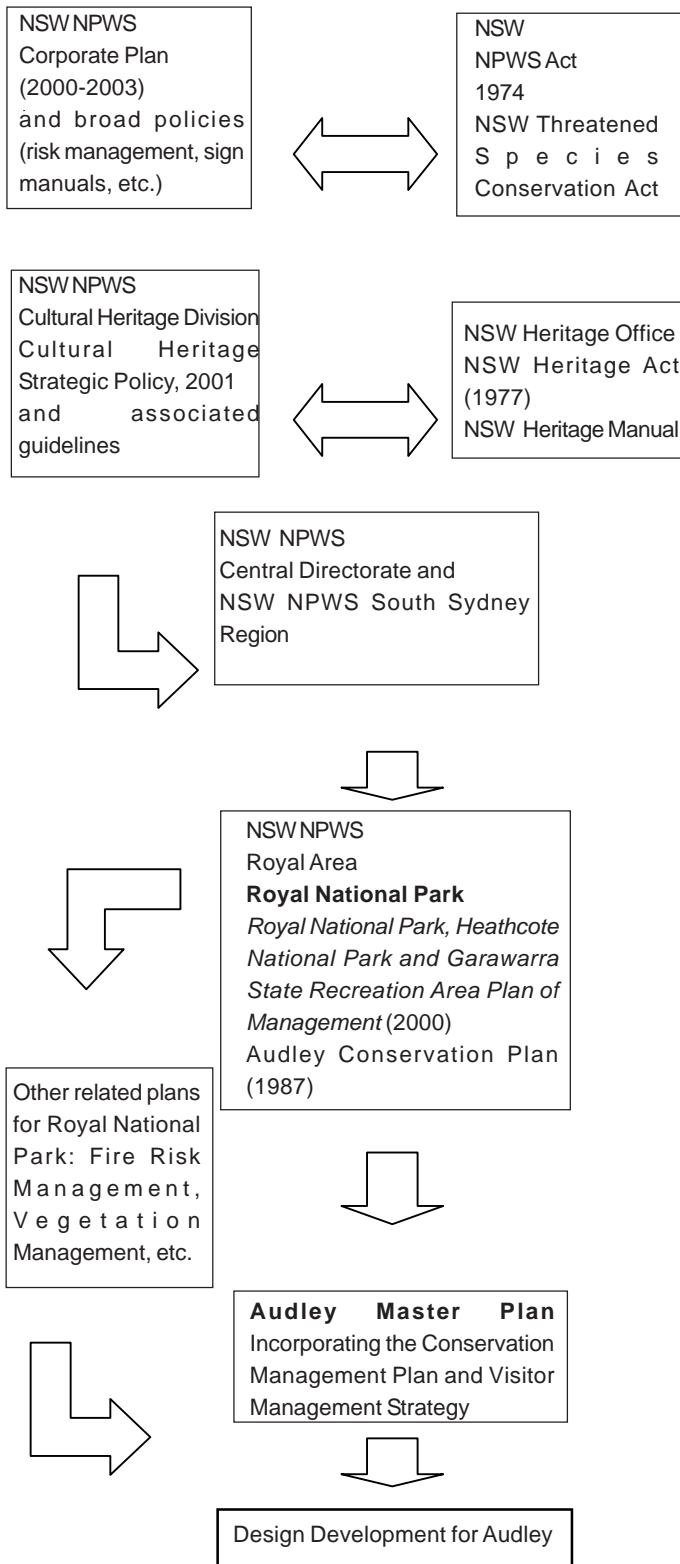 NSW NPWS
Corporate Plan
(2000-2003)
and broad policies
(risk management, sign
manuals, etc.)
NSW
NPWS Act
1974
NSW Threatened
Species
Conservation Act
NSW NPWS
Cultural Heritage Division
Cultural Heritage
Strategic Policy, 2001
and associated
guidelines
NSW Heritage Office
NSW Heritage Act
(1977)
NSW Heritage Manual
NSW NPWS
Central Directorate and
NSW NPWS South Sydney
Region
NSW NPWS
Royal Area
Royal National Park
Royal National Park, Heathcote
National Park and Garawarra
State Recreation Area Plan of
Management (2000)
Audley Conservation Plan
(1987)
Other related plans
for Royal National
Park: Fire Risk
Management,
Vegetation
Management, etc.
Audley Master Plan
Incorporating the Conservation
Management Plan and Visitor
Management Strategy
Design Development for Audley